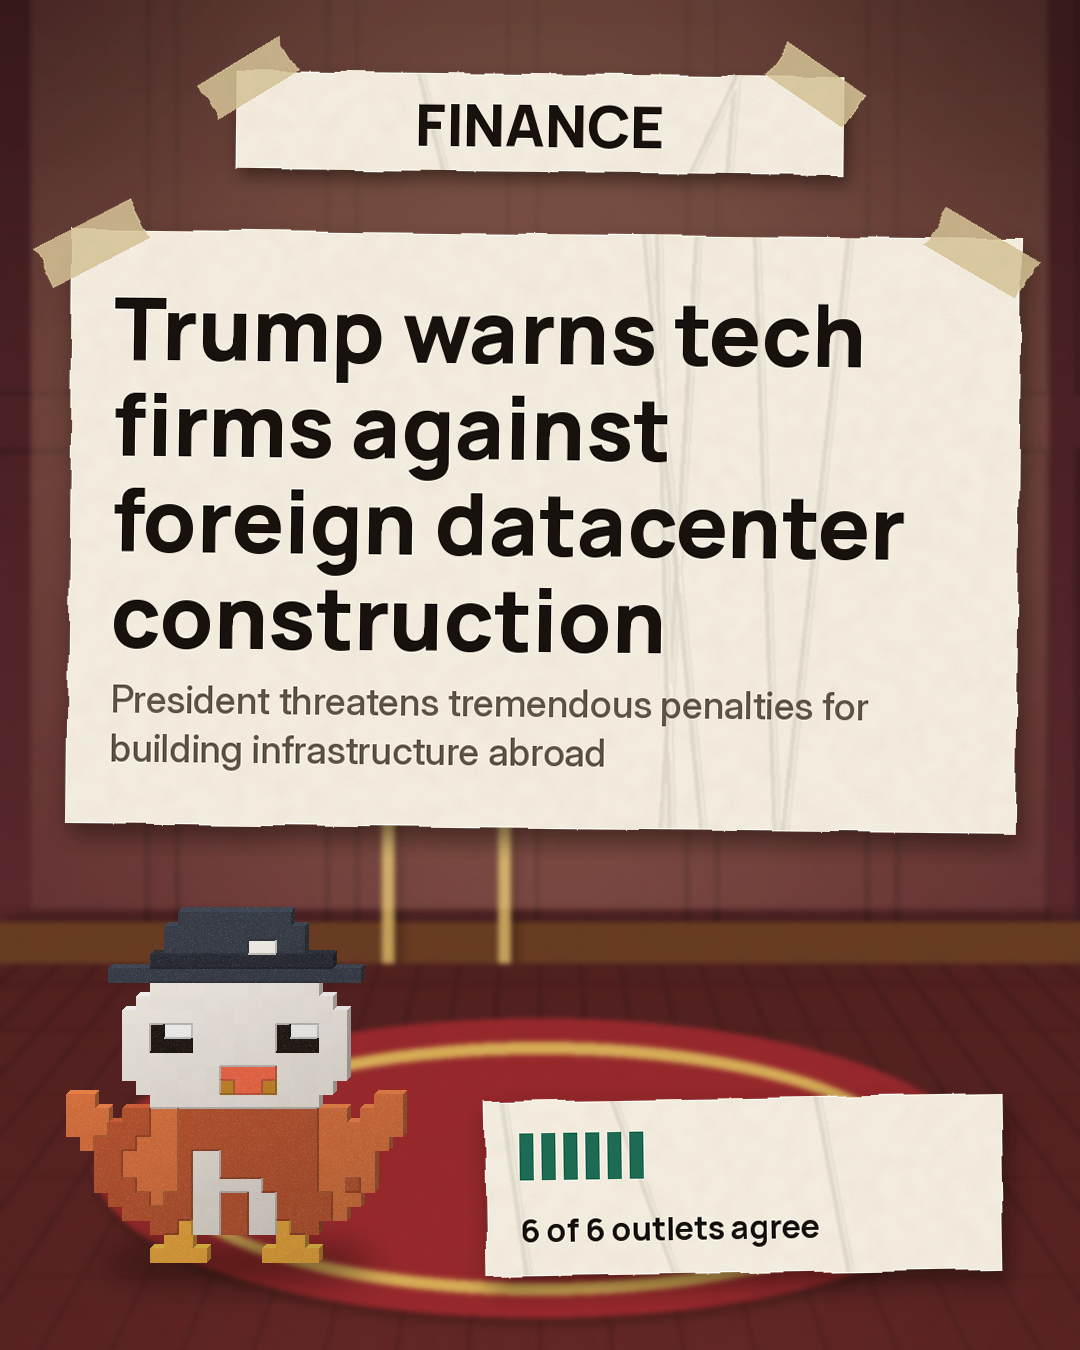 FINANCE
Trump warns tech
firms against
foreign datacenter
construction
President threatens tremendous penalties for
building infrastructure abroad
h
6 of 6 outlets agree